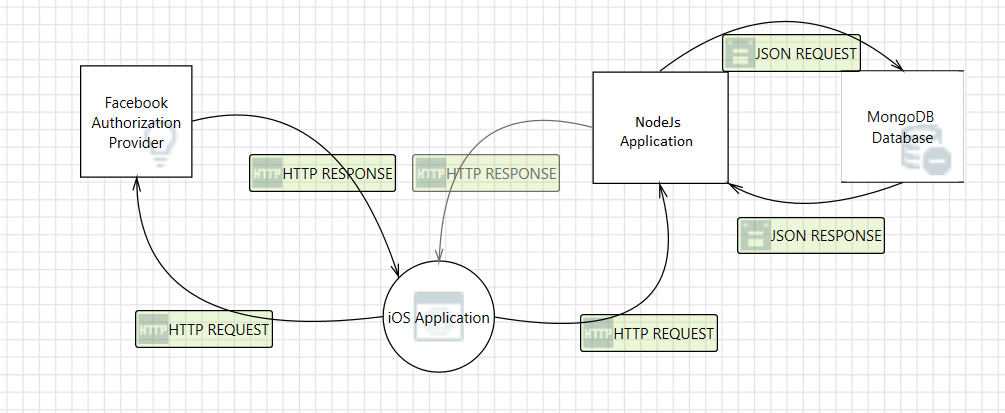 JSON REQUEST
Facebook
Authorization
Provider
NodeJs
Application
MongoDB
Database
HTTP HTTP RESPONSE
HTTP HTTP RESPONSE
JSON RESPONSE
iOS Application
HTTP HTTP REQUEST
HTTP HTTP REQUEST